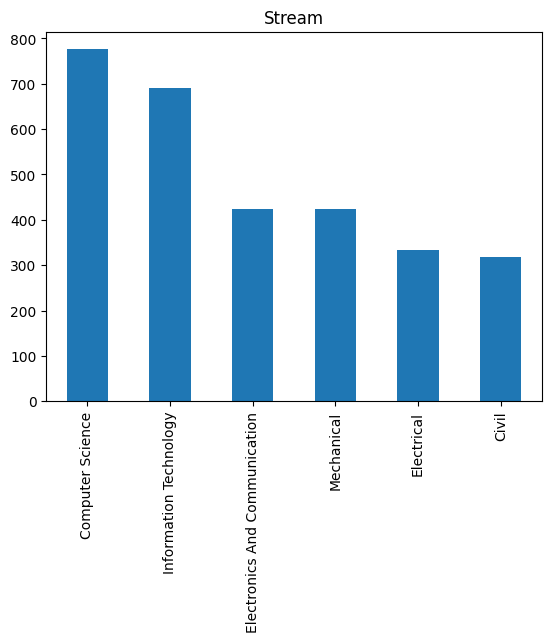 Stream
800
700
600
500
400
300
200
100
0
Computer Science
Information Technology
Electronics And Communication
Mechanical
Electrical
Civil